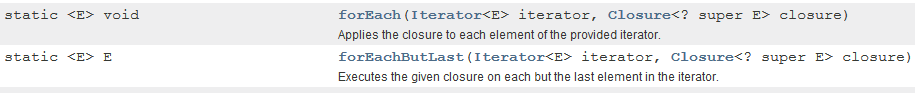 static <E> void forEach(Iterator<E> iterator, Closure<? super E> closure)
Applies the closure to each element of the provided iterator.
static <E> E forEachButLast(Iterator<E> iterator, Closure<? super E> closure)
Executes the given closure on each but the last element in the iterator.